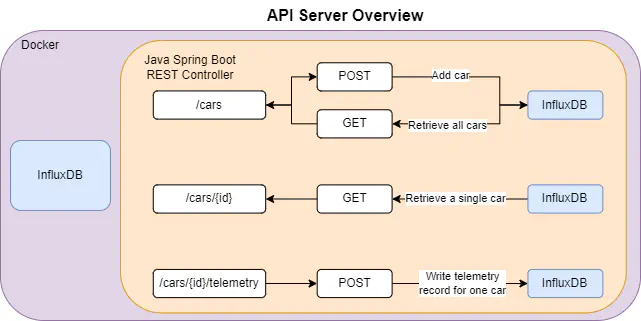 API Server Overview
Docker
Java Spring Boot
REST Controller
POST
Add car
/cars
InfluxDB
GET
Retrieve all cars
InfluxDB
/cars/{id}
GET
Retrieve a single car
InfluxDB
/cars/{id}/telemetry
POST
Write telemetry
record for one car
InfluxDB